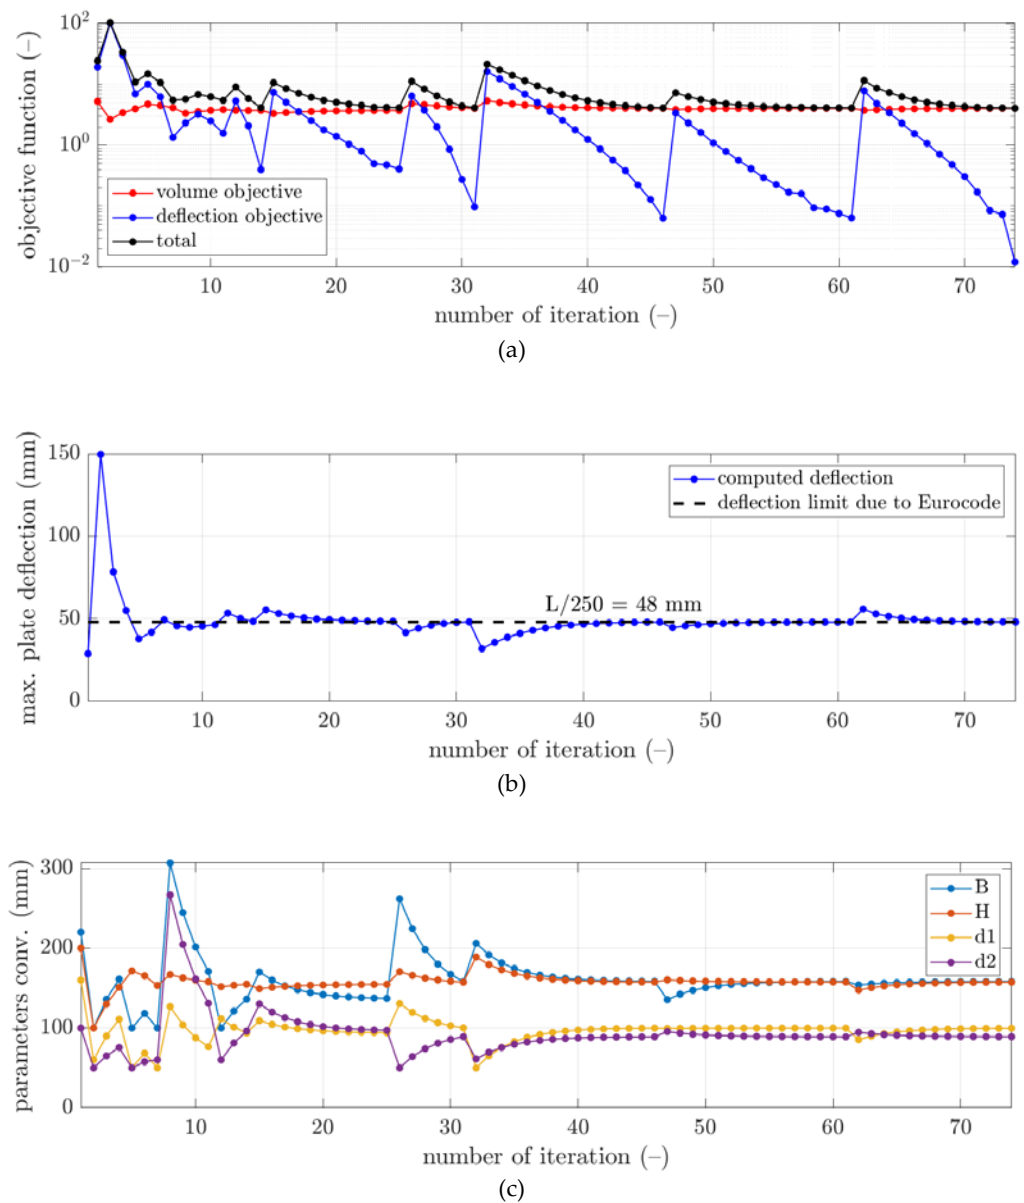 objective function (–)
10^2
10^0
10^−2
volume objective
deflection objective
total
10 20 30 40 50 60 70
number of iteration (–)
(a)
max. plate deflection (mm)
150
100
50
0
computed deflection
deflection limit due to Eurocode
L/250 = 48 mm
10 20 30 40 50 60 70
number of iteration (–)
(b)
parameters conv. (mm)
300
200
100
0
B
H
d1
d2
10 20 30 40 50 60 70
number of iteration (–)
(c)